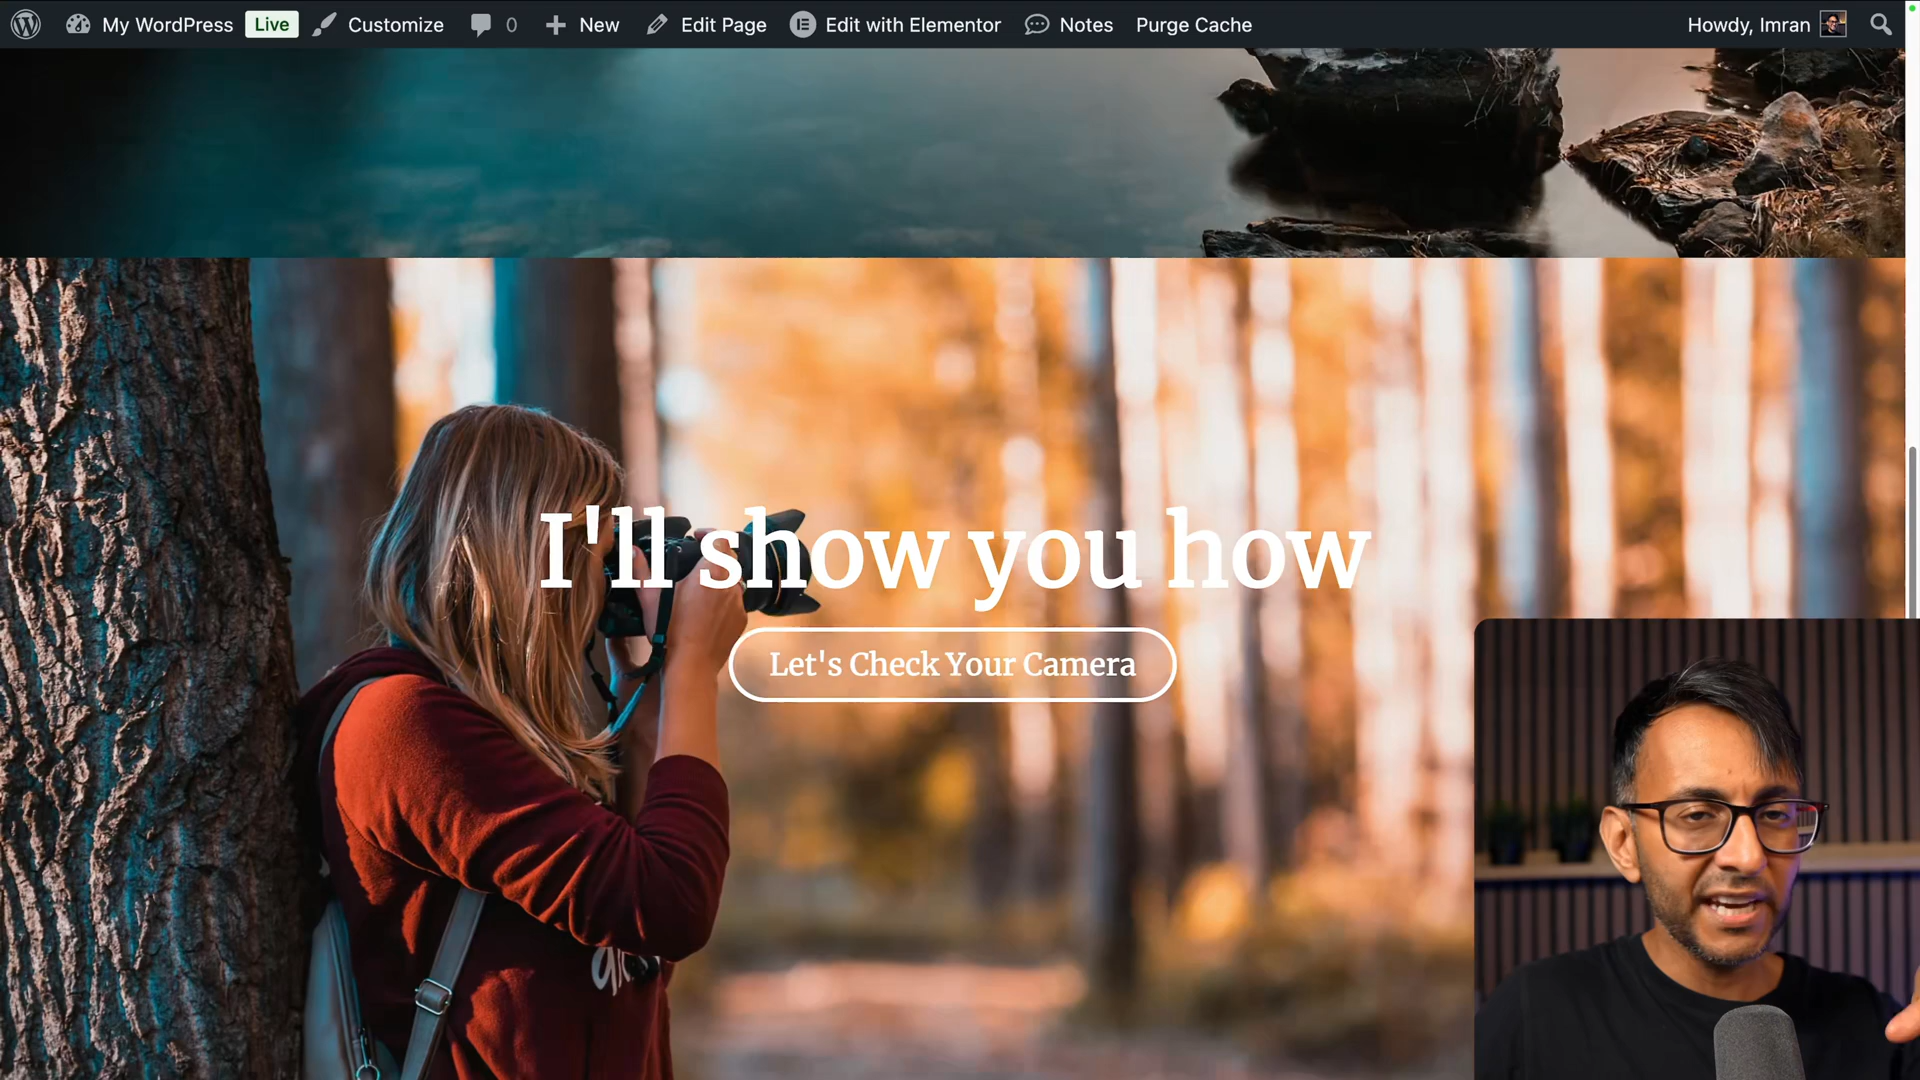 My WordPress Live Customize 0 New Edit Page Edit with Elementor Notes Purge Cache Howdy, Imran
I'll show you how
Let's Check Your Camera